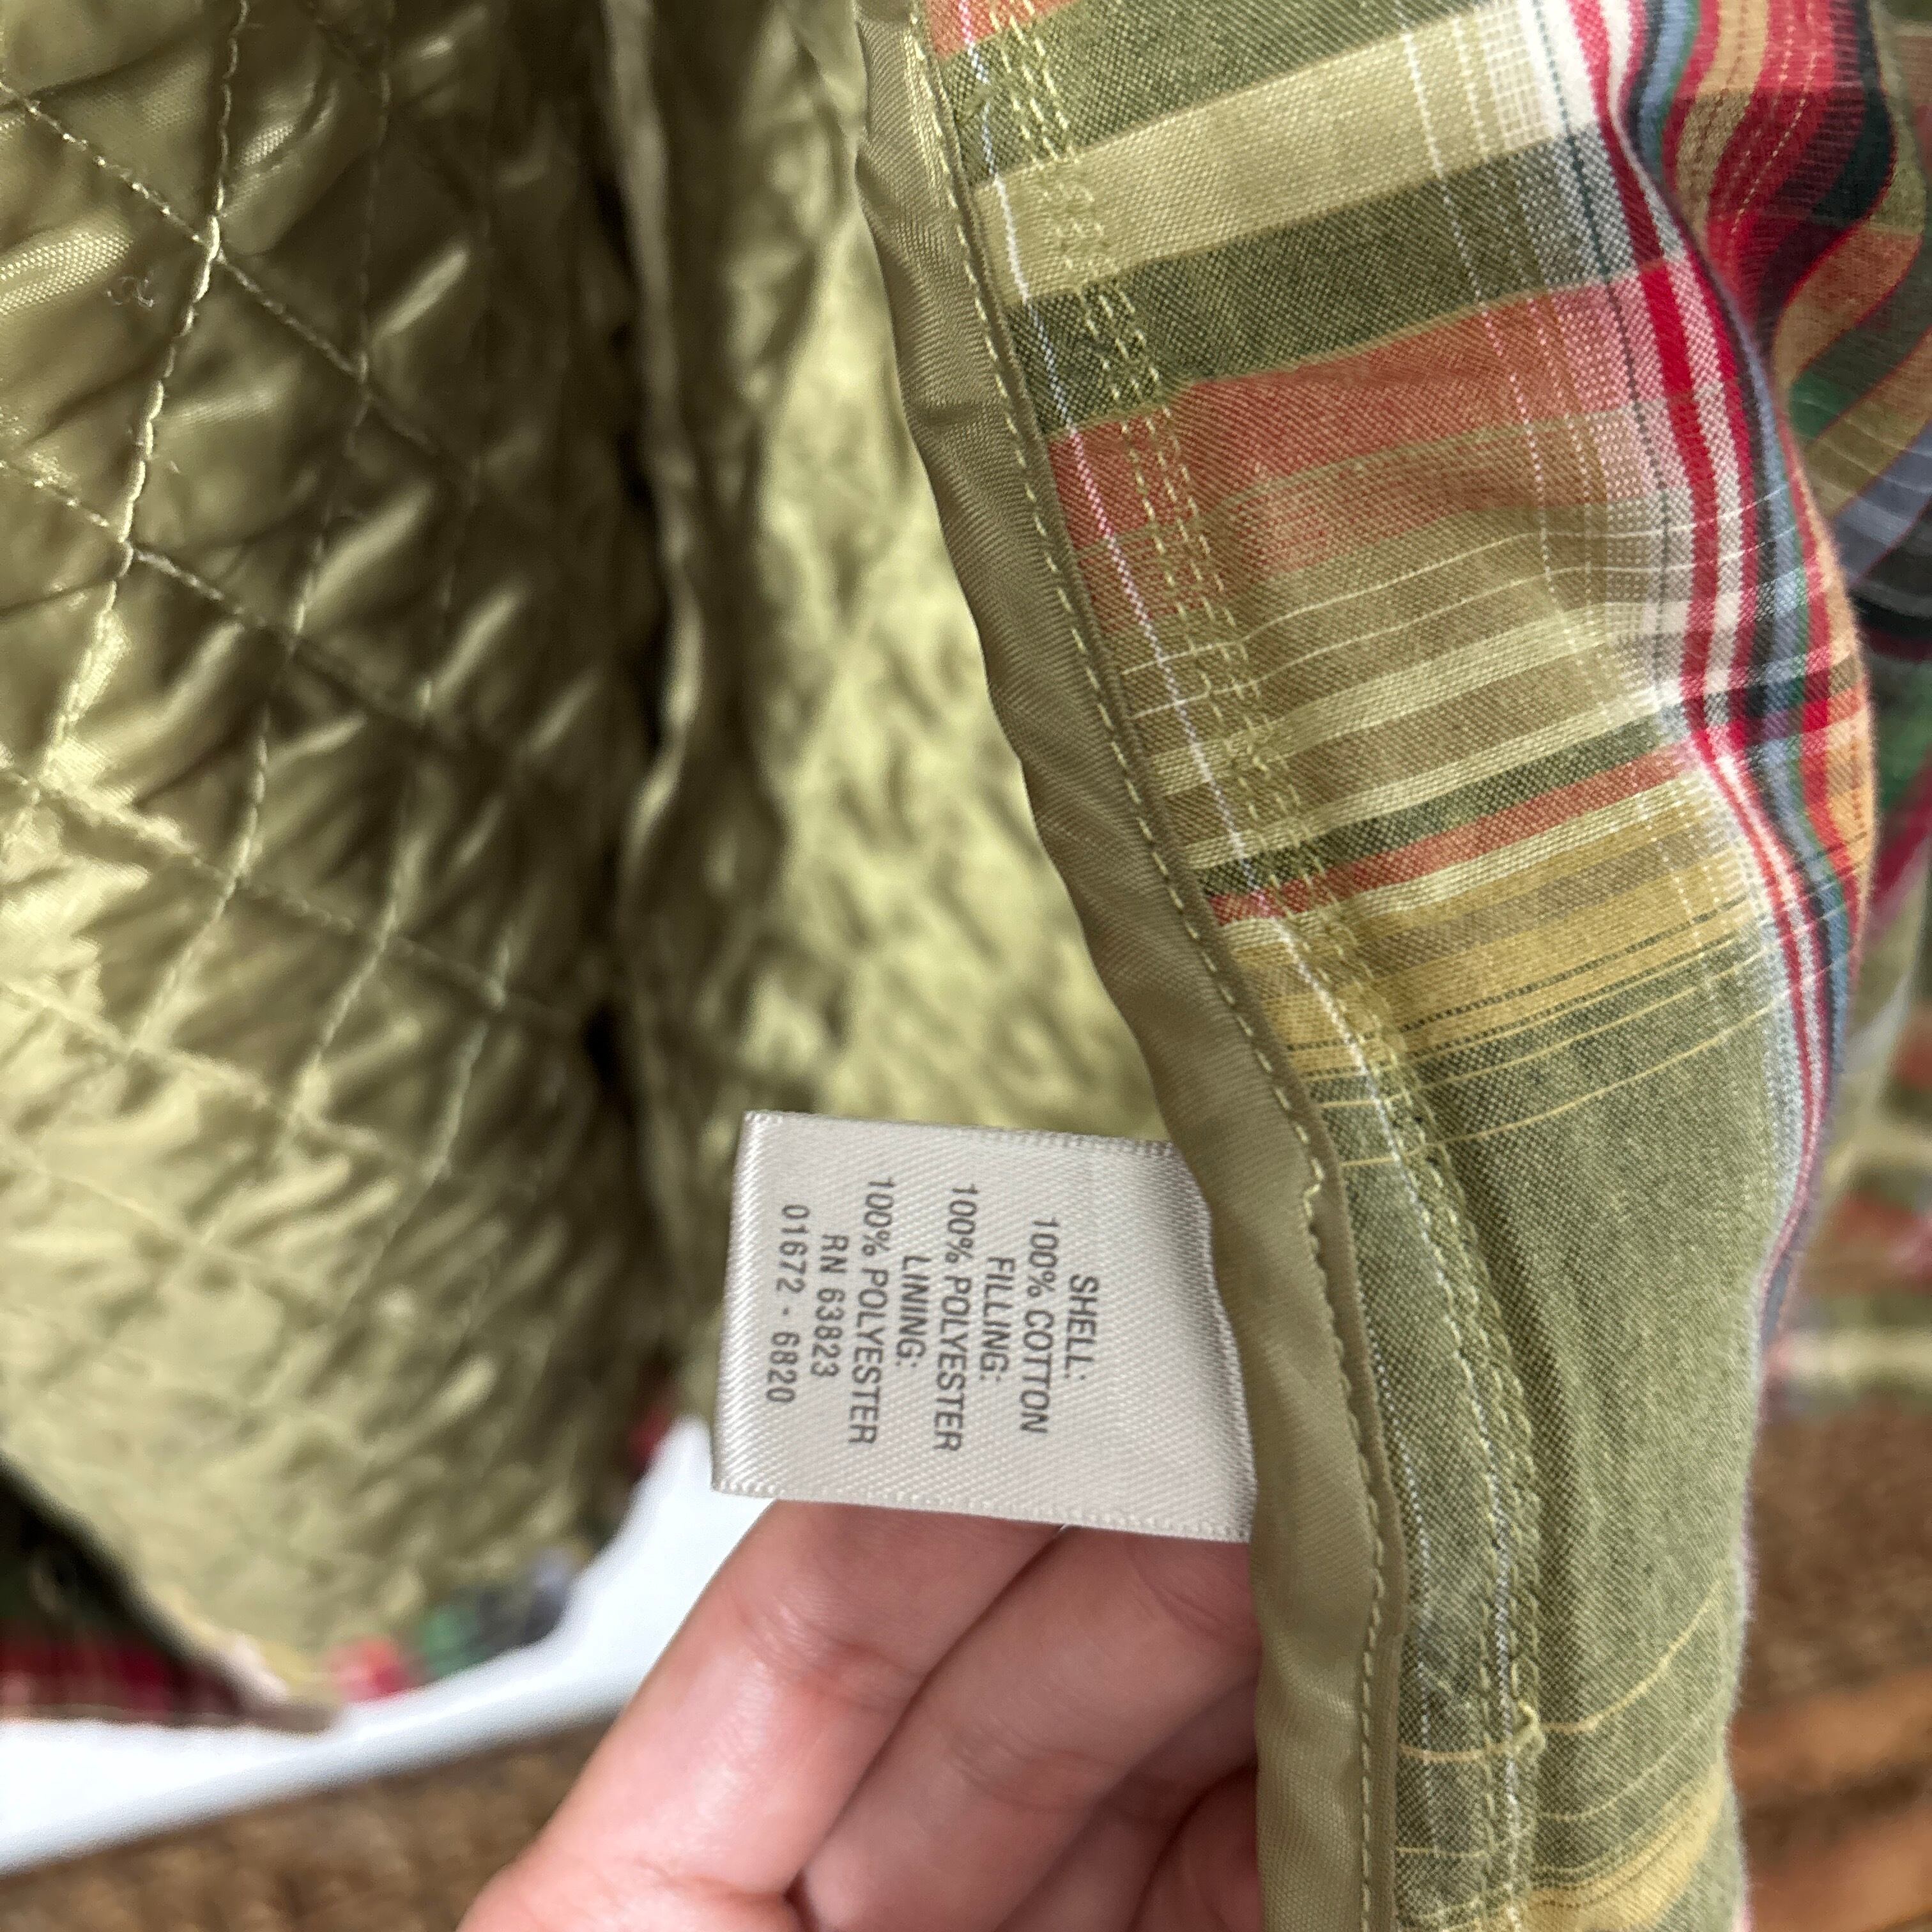 SHELL:
100% COTTON
FILLING:
100% POLYESTER
LINING:
100% POLYESTER
RN 63823
01672 - 6820